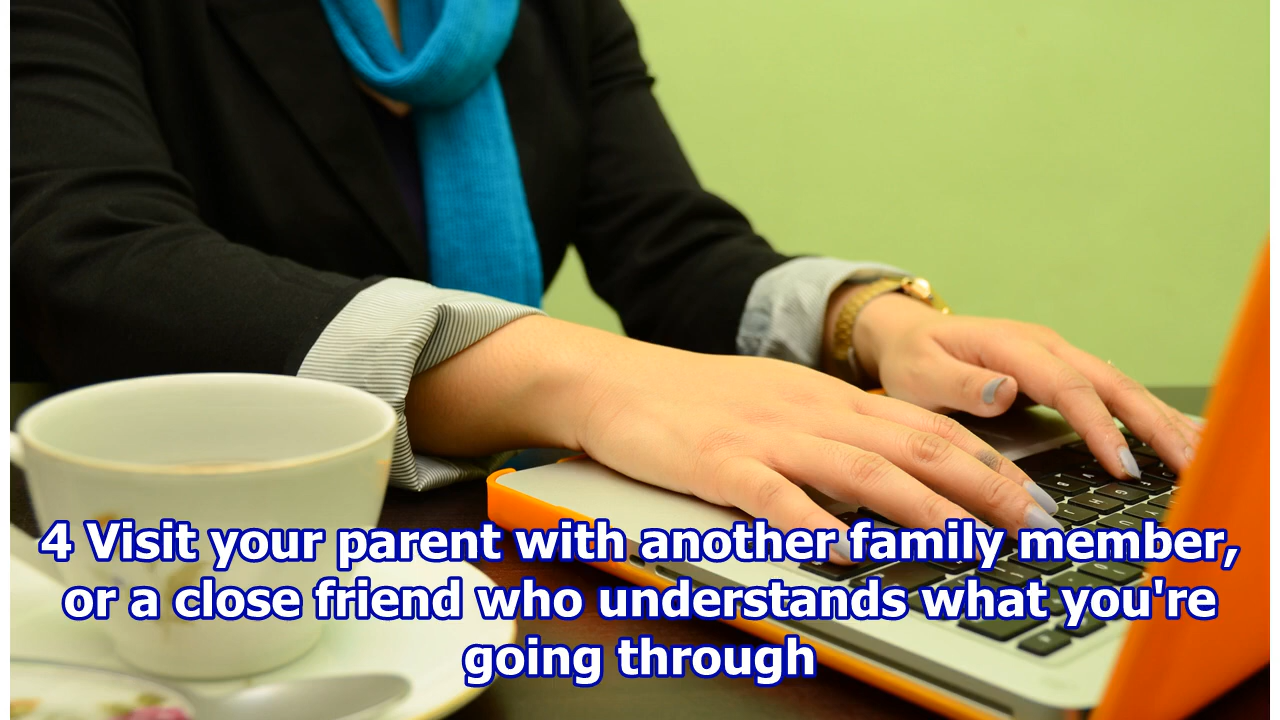 4 Visit your parent with another family member,
or a close friend who understands what you're
going through